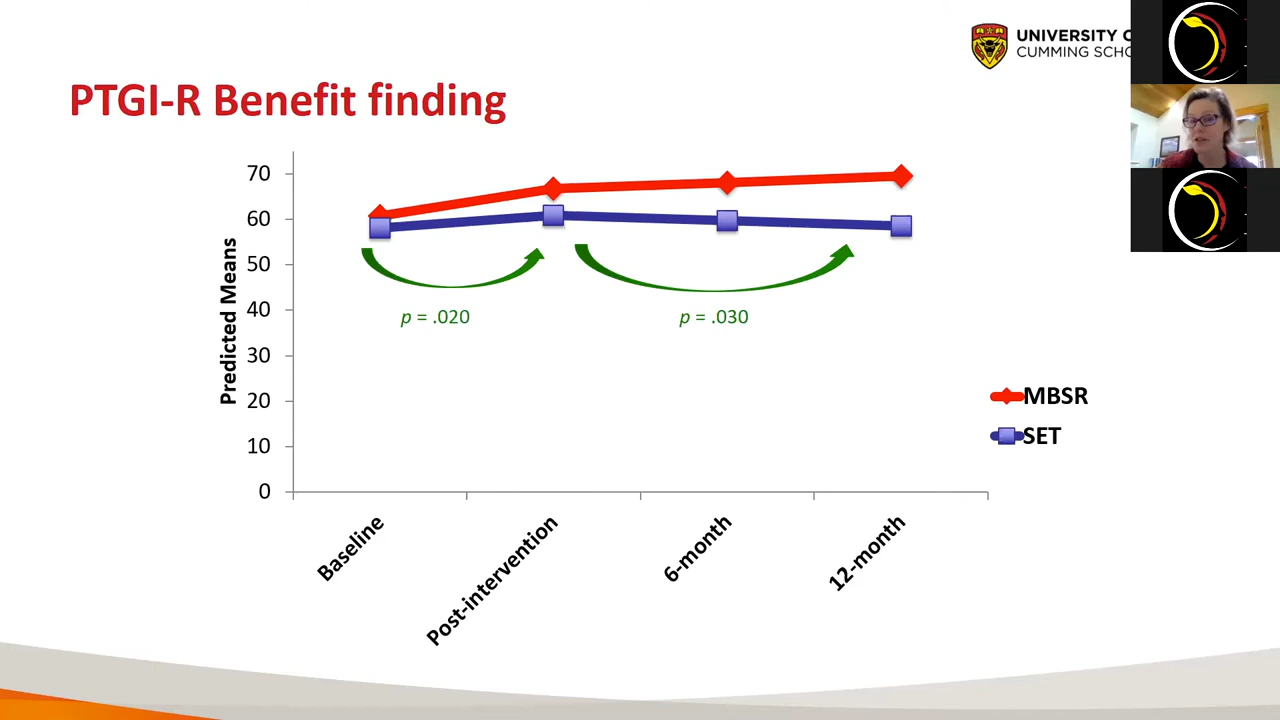 UNIVERSITY
CUMMING
PTGI-R Benefit finding
Predicted Means
70
60
50
40
30
20
10
0
p = .020
p = .030
MBSR
SET
Baseline
Post-intervention
6-month
12-month